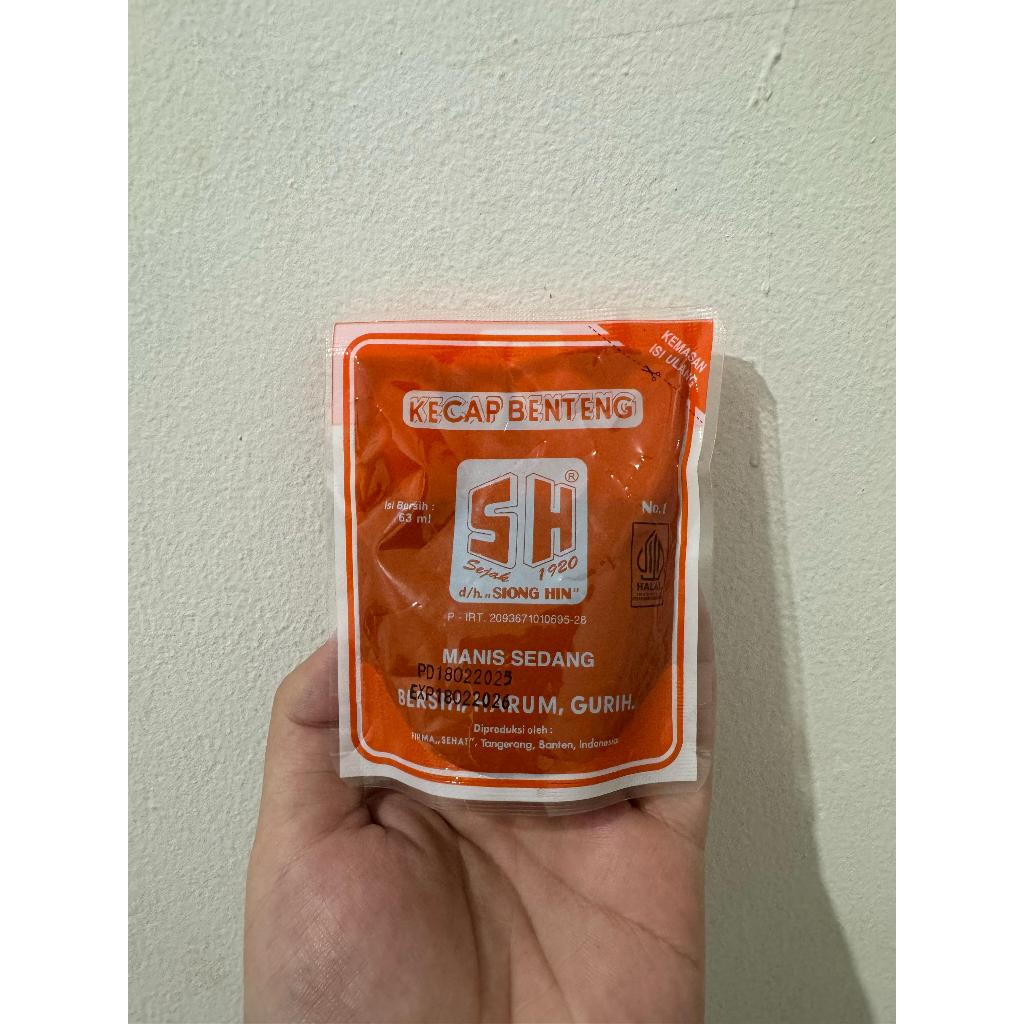 KEMASAN
ISI ULANG
KECAP BENTENG
SH ®
Isi Bersih :
63 ml
No. 1
Sejak 1920
d/h. „SIONG HIN"
HALAL
P - IRT. 2093671010695-28
MANIS SEDANG
PD18022025
EXP18022026
BERSIH, HARUM, GURIH.
Diproduksi oleh :
FIRMA „SEHAT", Tangerang, Banten, Indonesia